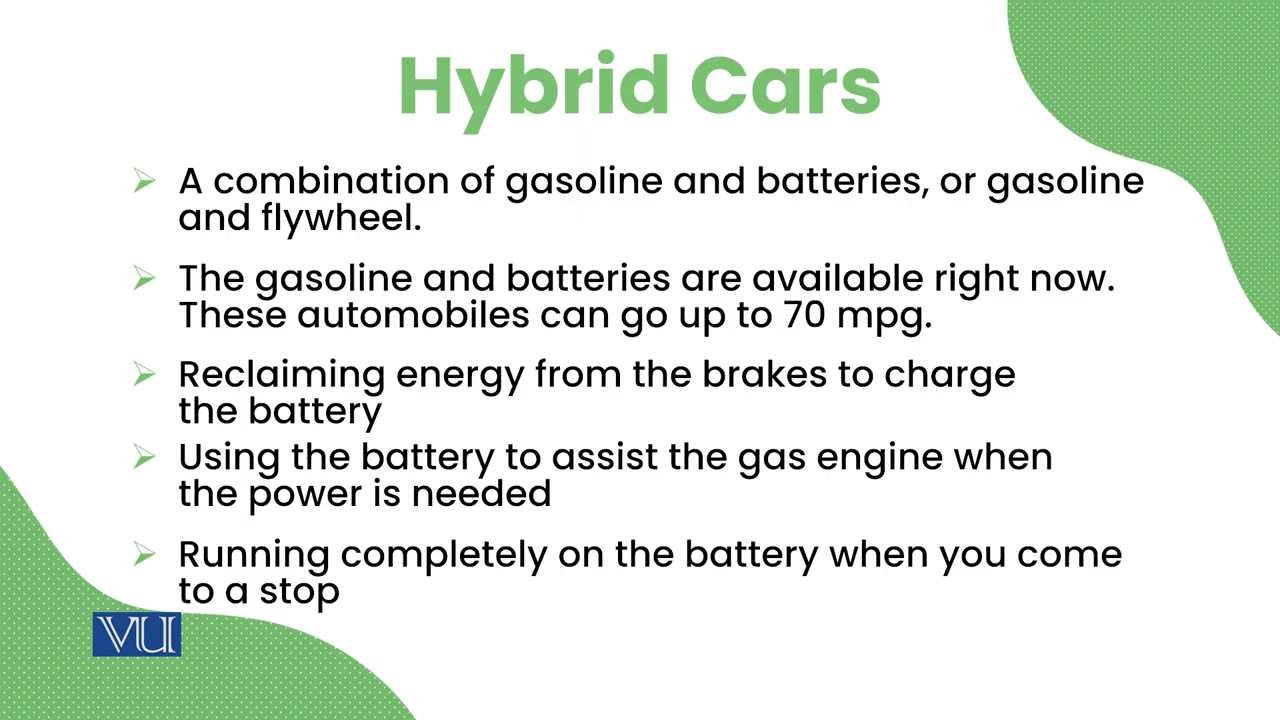 Hybrid Cars
A combination of gasoline and batteries, or gasoline
and flywheel.
The gasoline and batteries are available right now.
These automobiles can go up to 70 mpg.
Reclaiming energy from the brakes to charge
the battery
Using the battery to assist the gas engine when
the power is needed
Running completely on the battery when you come
to a stop
VU